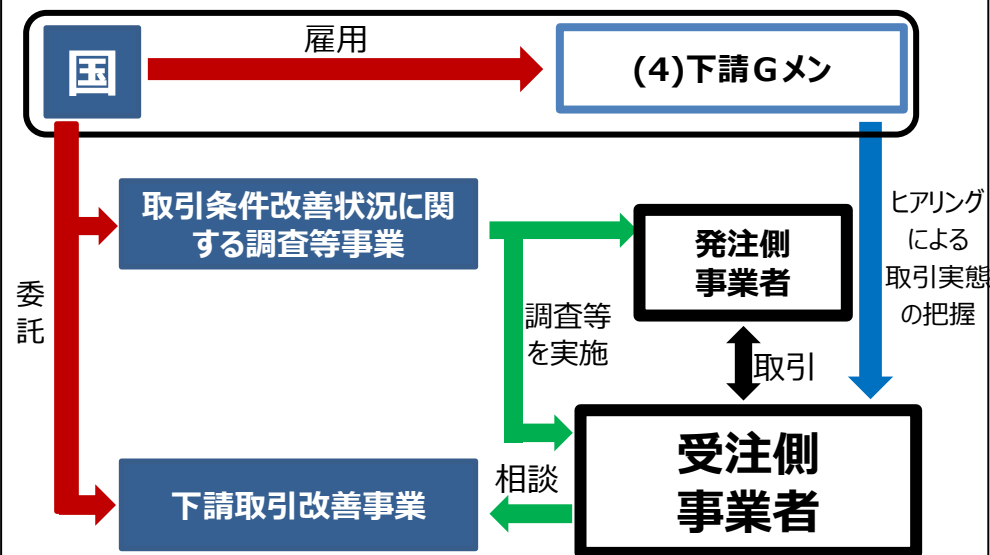 雇用
国
(4)下請Gメン
取引条件改善状況に関
する調査等事業
発注側
事業者
ヒアリング
による
取引実態
の把握
委
託
調査等
を実施
取引
受注側
事業者
相談
下請取引改善事業